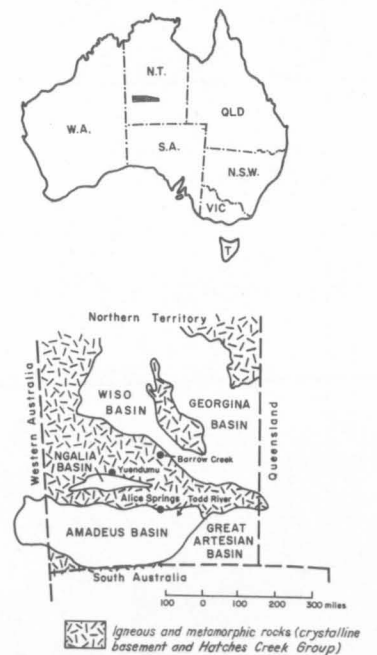 N.T.
W.A.
QLD
S.A.
N.S.W.
VIC
T
Northern Territory
Western Australia
Queensland
WISO
BASIN
GEORGINA
BASIN
Barrow Creek
NGALIA
BASIN
Yuendumu
Alice Springs
Todd River
AMADEUS BASIN
GREAT
ARTESIAN
BASIN
South Australia
100 0 100 200 300 miles
Igneous and metamorphic rocks (crystalline
basement and Hatches Creek Group)